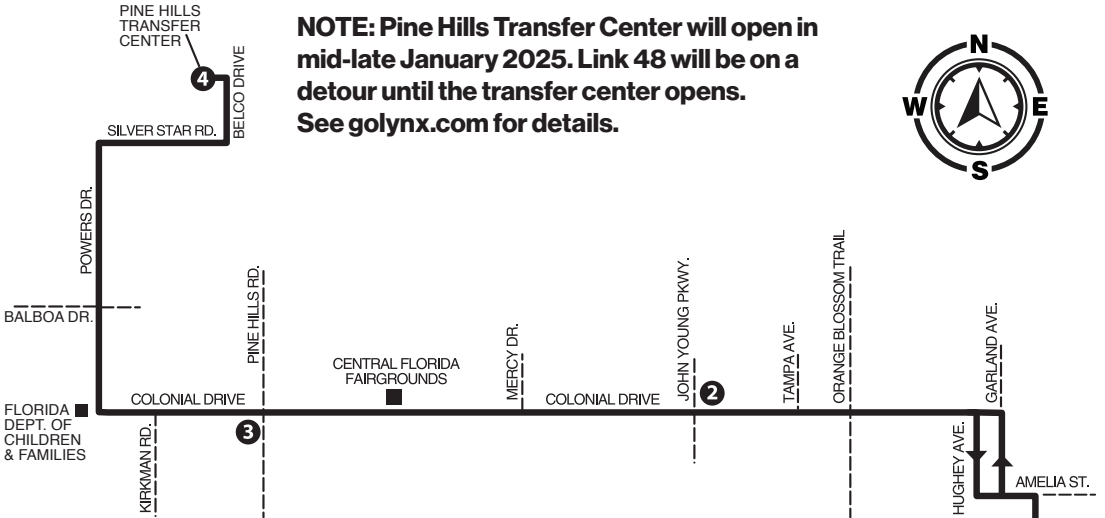 PINE HILLS
TRANSFER
CENTER
4
BELCO DRIVE
NOTE: Pine Hills Transfer Center will open in
mid-late January 2025. Link 48 will be on a
detour until the transfer center opens.
See golynx.com for details.
N
W
E
S
SILVER STAR RD.
POWERS DR.
BALBOA DR.
PINE HILLS RD.
CENTRAL FLORIDA
FAIRGROUNDS
MERCY DR.
JOHN YOUNG PKWY.
2
TAMPA AVE.
ORANGE BLOSSOM TRAIL
GARLAND AVE.
COLONIAL DRIVE
COLONIAL DRIVE
FLORIDA
DEPT. OF
CHILDREN
& FAMILIES
KIRKMAN RD.
3
HUGHEY AVE.
AMELIA ST.